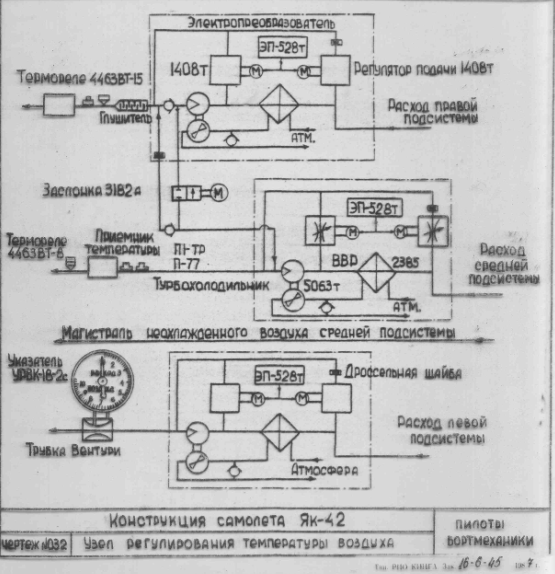 Электропреобразователь
ЭП-528т
1408т
Регулятор подачи 1408т
Термореле 4463ВТ-15
Глушитель
Расход правой
подсистемы
АТМ.
Заслонка 3182а
ЭП-528т
Термореле
4463ВТ-8
Приемник
температуры
П1-ТР
П-77
ВВР
2385
Расход
средней
подсистемы
Турбохолодильник
5063т
АТМ.
Магистраль неохлажденного воздуха средней подсистемы
Указатель
УРВК-18-2с
ЭП-528т
Дроссельная шайба
Расход левой
подсистемы
Трубка Вентури
Атмосфера
Конструкция самолета Як-42
чертеж №032
Узел регулирования температуры воздуха
пилоты
бортмеханики
16-6-45